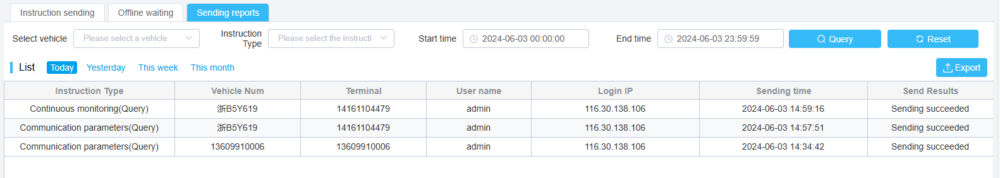 Instruction sending Offline waiting Sending reports
Select vehicle Please select a vehicle Instruction Type Please select the instructi Start time 2024-06-03 00:00:00 End time 2024-06-03 23:59:59 Query Reset
List Today Yesterday This week This month Export
Instruction Type Vehicle Num Terminal User name Login IP Sending time Send Results
Continuous monitoring(Query) 浙B5Y619 14161104479 admin 116.30.138.106 2024-06-03 14:59:16 Sending succeeded
Communication parameters(Query) 浙B5Y619 14161104479 admin 116.30.138.106 2024-06-03 14:57:51 Sending succeeded
Communication parameters(Query) 13609910006 13609910006 admin 116.30.138.106 2024-06-03 14:34:42 Sending succeeded